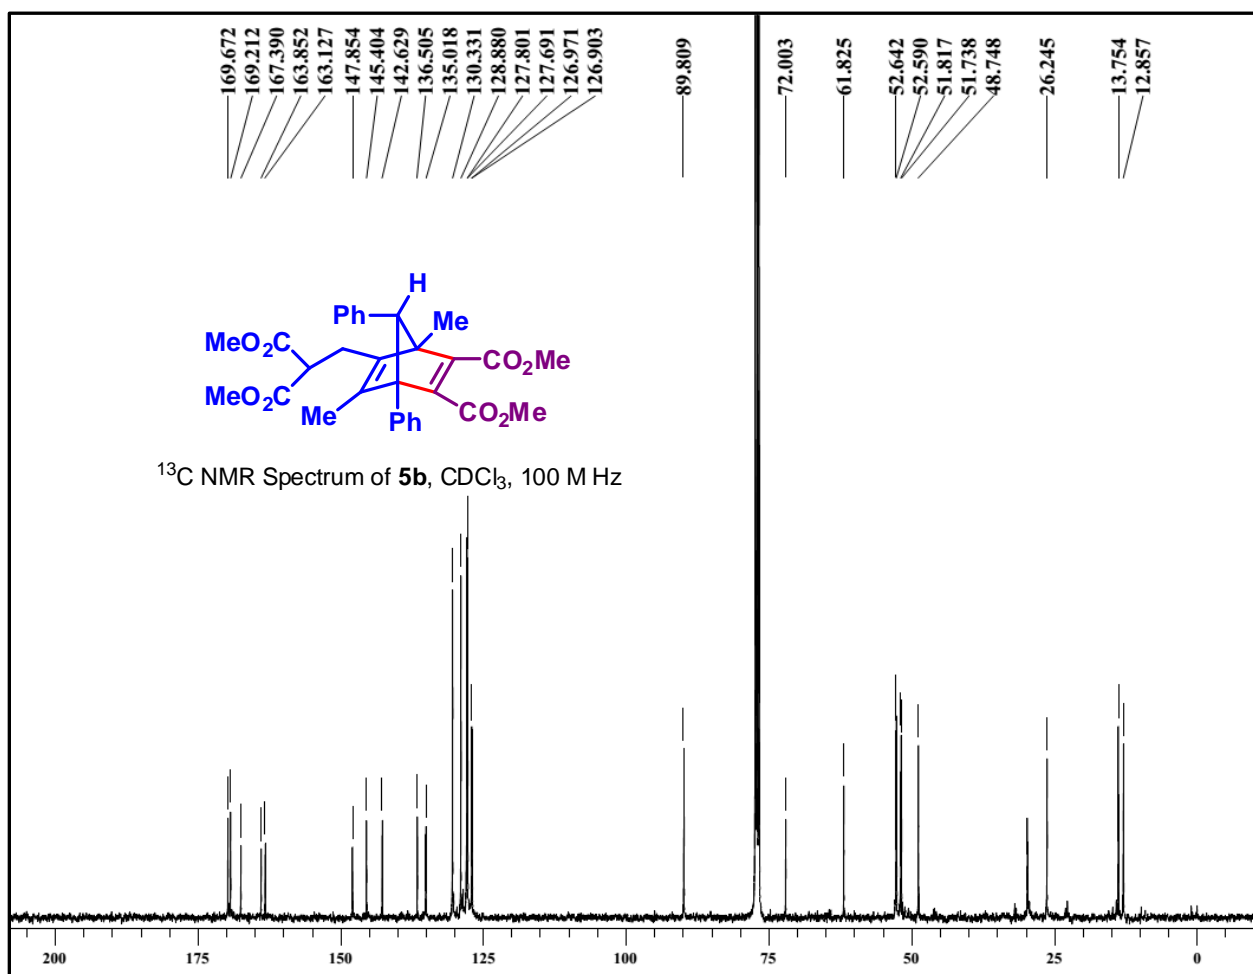 169.672
169.212
167.390
163.852
163.127
147.854
145.404
142.629
136.505
135.018
130.331
128.880
127.801
127.691
126.971
126.903
89.809
72.003
61.825
52.642
52.590
51.817
51.738
48.748
26.245
13.754
12.857
H
Ph
Me
MeO2C
CO2Me
MeO2C
CO2Me
Me
Ph
13C NMR Spectrum of 5b, CDCl3, 100 M Hz
200 175 150 125 100 75 50 25 0